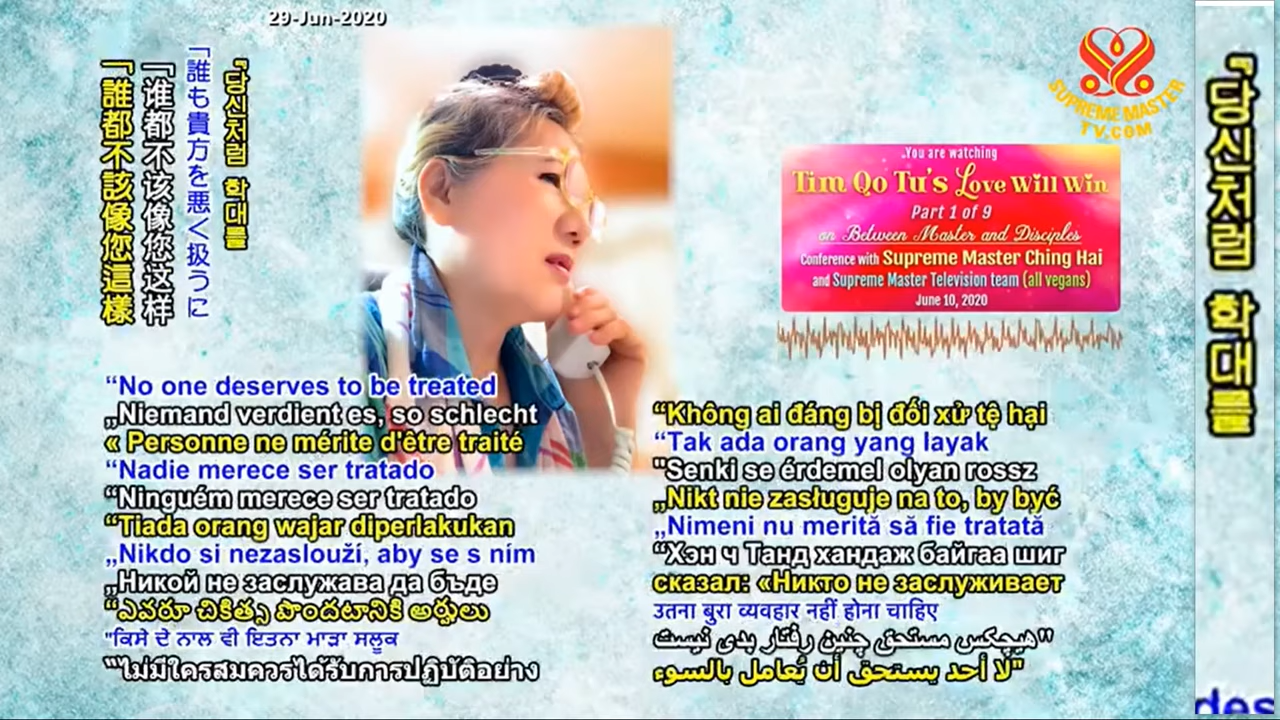 29-Jun-2020
『당신처럼 학대를
「誰も貴方を悪く扱うに
「谁都不该像您这样
「誰都不該像您這樣
SUPREME MASTER
TV.COM
You are watching
Tim Qo Tu's Love Will Win
Part 1 of 9
on Between Master and Disciples
Conference with Supreme Master Ching Hai
and Supreme Master Television team (all vegans)
June 10, 2020
“No one deserves to be treated
„Niemand verdient es, so schlecht
« Personne ne mérite d'être traité
“Nadie merece ser tratado
“Ninguém merece ser tratado
“Tiada orang wajar diperlakukan
„Nikdo si nezaslouží, aby se s ním
„Никой не заслужава да бъде
“ఎవరూ చికిత్స పొందటానికి అర్హులు
"ਕਿਸੇ ਦੇ ਨਾਲ ਵੀ ਇਤਨਾ ਮਾੜਾ ਸਲੂਕ
“ไม่มีใครสมควรได้รับการปฏิบัติอย่าง
“Không ai đáng bị đối xử tệ hại
“Tak ada orang yang layak
"Senki se érdemel olyan rossz
„Nikt nie zasługuje na to, by być
„Nimeni nu merită să fie tratată
“Хэн ч Танд хандаж байгаа шиг
сказал: «Никто не заслуживает
उतना बुरा व्यवहार नहीं होना चाहिए
"هیچکس مستحق چنین رفتار بدی نیست
"لا أحد يستحق أن يُعامل بالسوء
『당신처럼 학대를
des